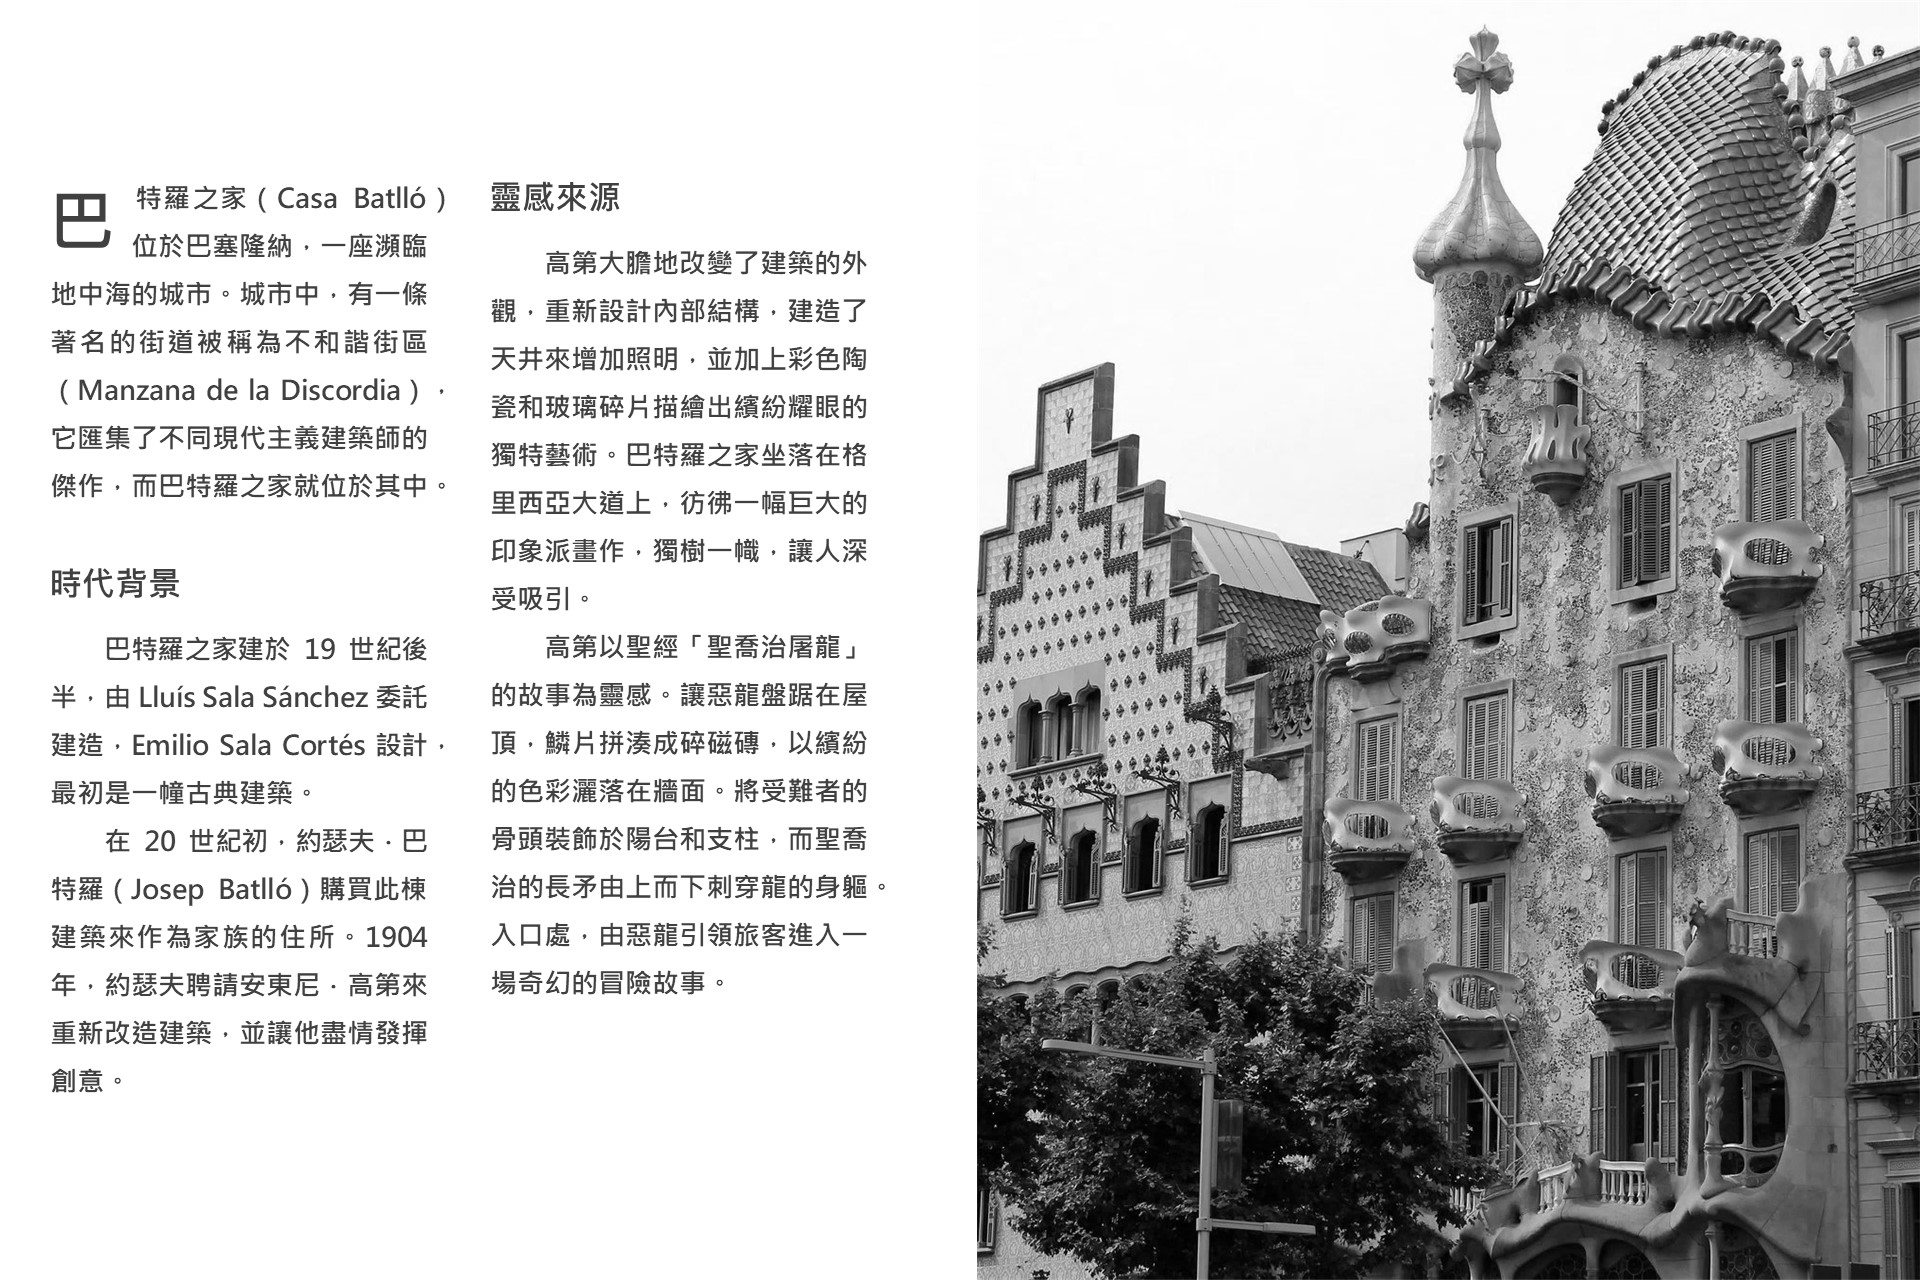 巴特羅之家（Casa Batlló）
位於巴塞隆納，一座瀕臨
地中海的城市。城市中，有一條
著名的街道被稱為不和諧街區
（Manzana de la Discordia），
它匯集了不同現代主義建築師的
傑作，而巴特羅之家就位於其中。
時代背景
巴特羅之家建於 19 世紀後
半，由 Lluís Sala Sánchez 委託
建造，Emilio Sala Cortés 設計，
最初是一幢古典建築。
在 20 世紀初，約瑟夫．巴
特羅（Josep Batlló）購買此棟
建築來作為家族的住所。1904
年，約瑟夫聘請安東尼．高第來
重新改造建築，並讓他盡情發揮
創意。
靈感來源
高第大膽地改變了建築的外
觀，重新設計內部結構，建造了
天井來增加照明，並加上彩色陶
瓷和玻璃碎片描繪出繽紛耀眼的
獨特藝術。巴特羅之家坐落在格
里西亞大道上，彷彿一幅巨大的
印象派畫作，獨樹一幟，讓人深
受吸引。
高第以聖經「聖喬治屠龍」
的故事為靈感。讓惡龍盤踞在屋
頂，鱗片拼湊成碎磁磚，以繽紛
的色彩灑落在牆面。將受難者的
骨頭裝飾於陽台和支柱，而聖喬
治的長矛由上而下刺穿龍的身軀。
入口處，由惡龍引領旅客進入一
場奇幻的冒險故事。